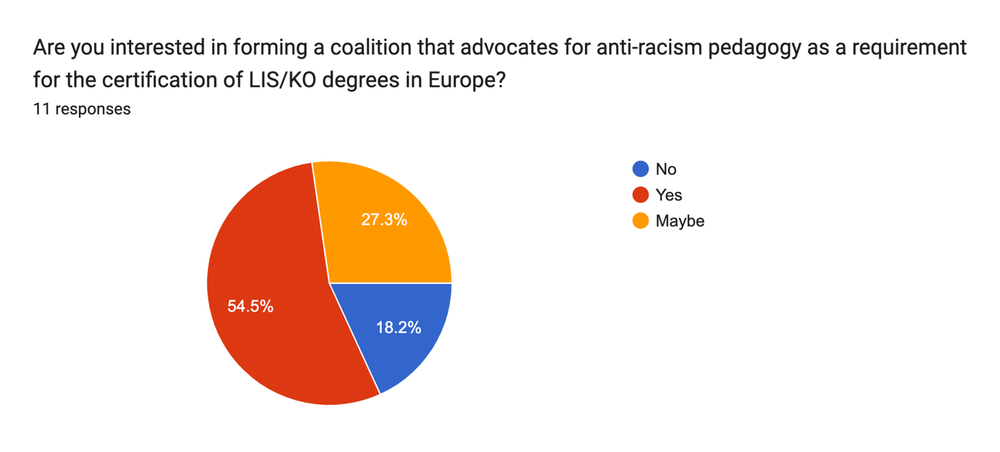 Are you interested in forming a coalition that advocates for anti-racism pedagogy as a requirement
for the certification of LIS/KO degrees in Europe?
11 responses
No
Yes
Maybe
27.3%
54.5%
18.2%